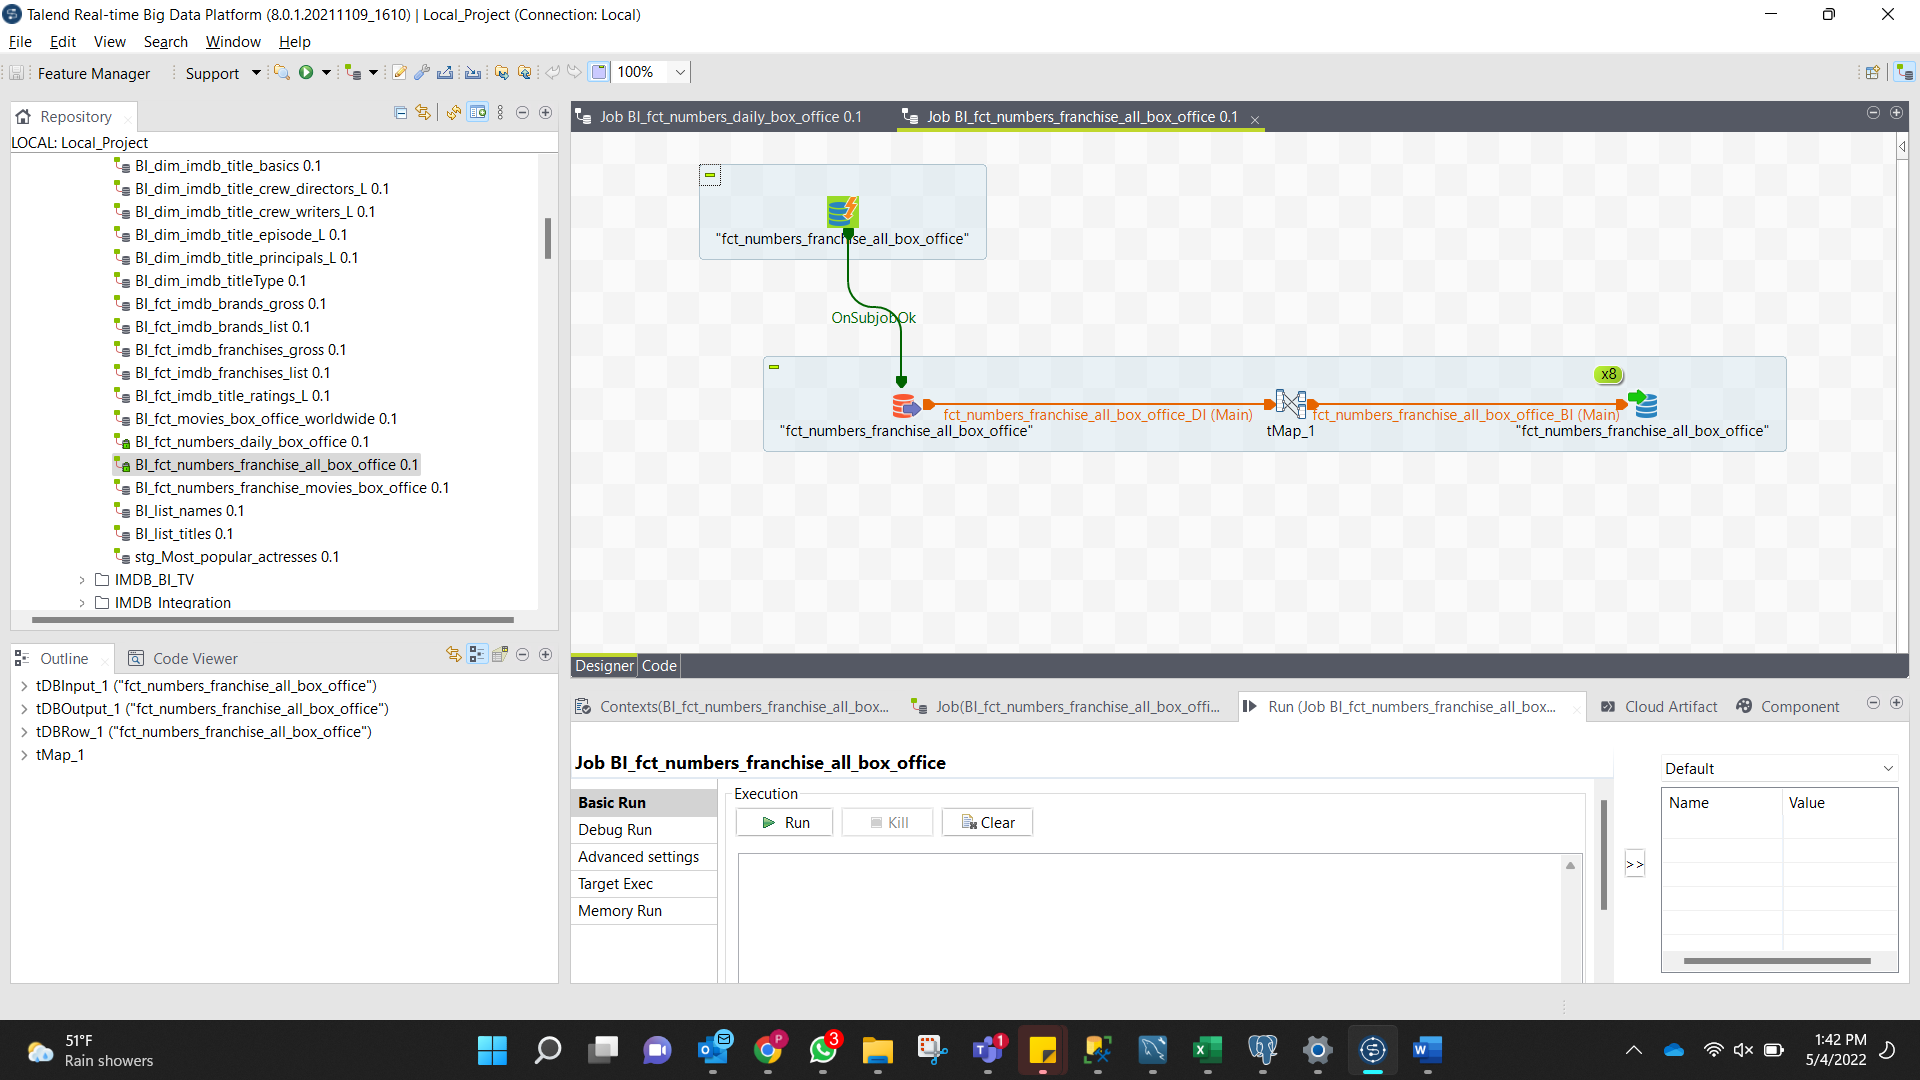 Talend Real-time Big Data Platform (8.0.1.20211109_1610) | Local_Project (Connection: Local)
File Edit View Search Window Help
Feature Manager Support 100%
Repository
LOCAL: Local_Project
BI_dim_imdb_title_basics 0.1
BI_dim_imdb_title_crew_directors_L 0.1
BI_dim_imdb_title_crew_writers_L 0.1
BI_dim_imdb_title_episode_L 0.1
BI_dim_imdb_title_principals_L 0.1
BI_dim_imdb_titleType 0.1
BI_fct_imdb_brands_gross 0.1
BI_fct_imdb_brands_list 0.1
BI_fct_imdb_franchises_gross 0.1
BI_fct_imdb_franchises_list 0.1
BI_fct_imdb_title_ratings_L 0.1
BI_fct_movies_box_office_worldwide 0.1
BI_fct_numbers_daily_box_office 0.1
BI_fct_numbers_franchise_all_box_office 0.1
BI_fct_numbers_franchise_movies_box_office 0.1
BI_list_names 0.1
BI_list_titles 0.1
stg_Most_popular_actresses 0.1
IMDB_BI_TV
IMDB_Integration
Job BI_fct_numbers_daily_box_office 0.1
Job BI_fct_numbers_franchise_all_box_office 0.1
"fct_numbers_franchise_all_box_office"
OnSubjobOk
x8
fct_numbers_franchise_all_box_office_DI (Main)
fct_numbers_franchise_all_box_office_BI (Main)
"fct_numbers_franchise_all_box_office"
tMap_1
"fct_numbers_franchise_all_box_office"
Designer Code
Outline
Code Viewer
tDBInput_1 ("fct_numbers_franchise_all_box_office")
tDBOutput_1 ("fct_numbers_franchise_all_box_office")
tDBRow_1 ("fct_numbers_franchise_all_box_office")
tMap_1
Contexts(BI_fct_numbers_franchise_all_box...
Job(BI_fct_numbers_franchise_all_box_offi...
Run (Job BI_fct_numbers_franchise_all_box...
Cloud Artifact
Component
Job BI_fct_numbers_franchise_all_box_office
Basic Run
Debug Run
Advanced settings
Target Exec
Memory Run
Execution
Run
Kill
Clear
>>
Default
Name Value
51°F
Rain showers
P
3
1
1:42 PM
5/4/2022